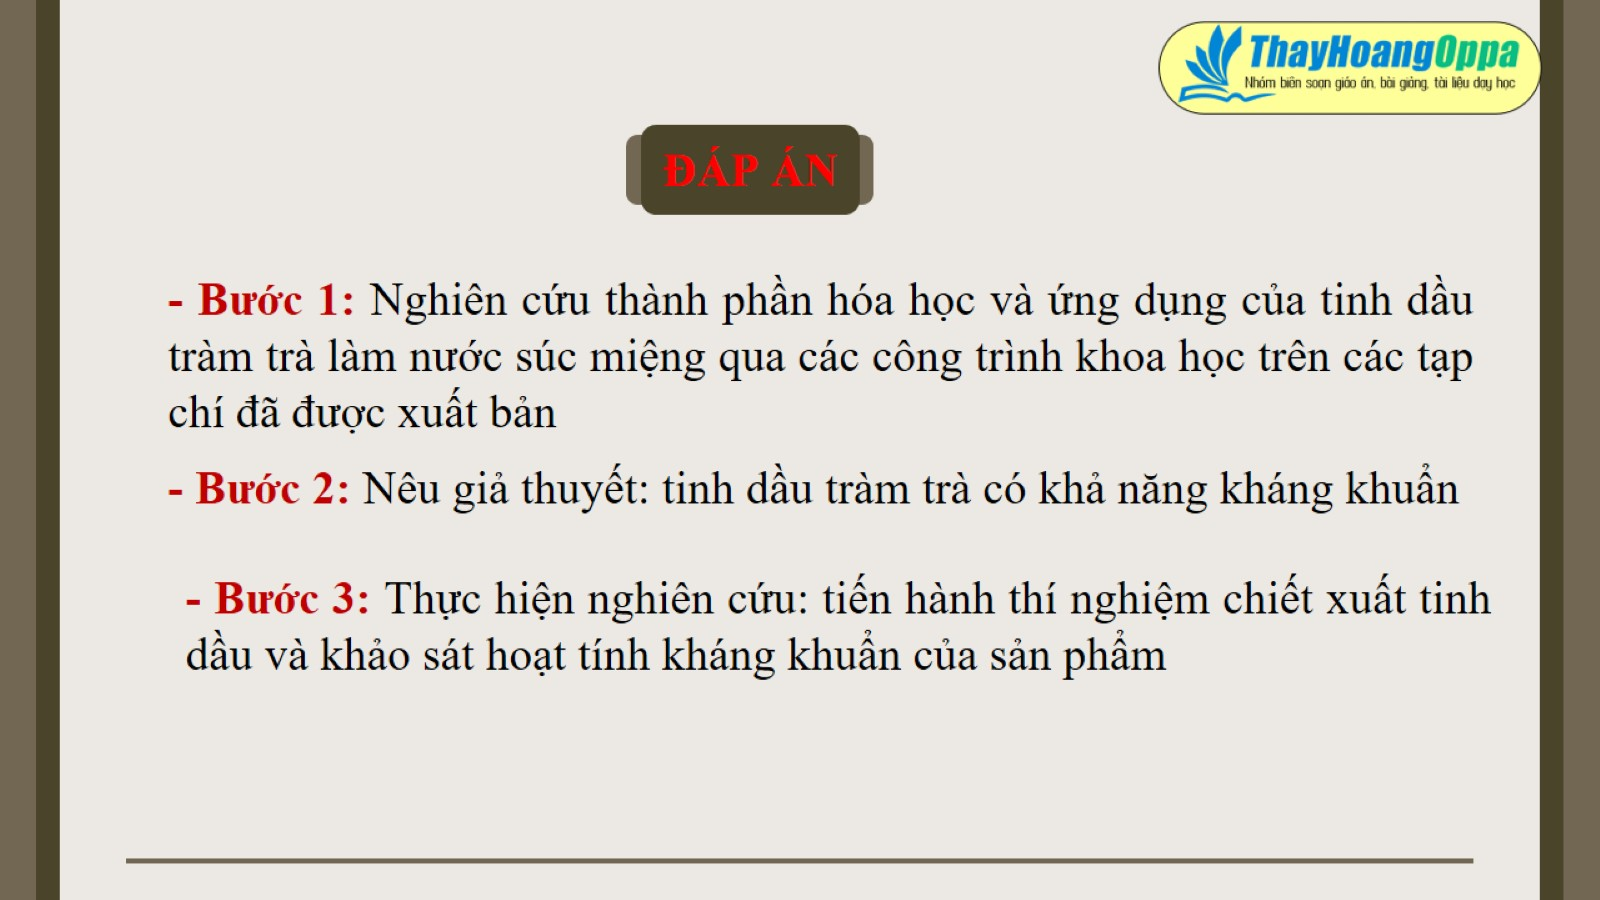 ThayHoangOppa
Nhóm biên soạn giáo án, bài giảng, tài liệu dạy học
ĐÁP ÁN
- Bước 1: Nghiên cứu thành phần hóa học và ứng dụng của tinh dầu
tràm trà làm nước súc miệng qua các công trình khoa học trên các tạp
chí đã được xuất bản
- Bước 2: Nêu giả thuyết: tinh dầu tràm trà có khả năng kháng khuẩn
- Bước 3: Thực hiện nghiên cứu: tiến hành thí nghiệm chiết xuất tinh
dầu và khảo sát hoạt tính kháng khuẩn của sản phẩm